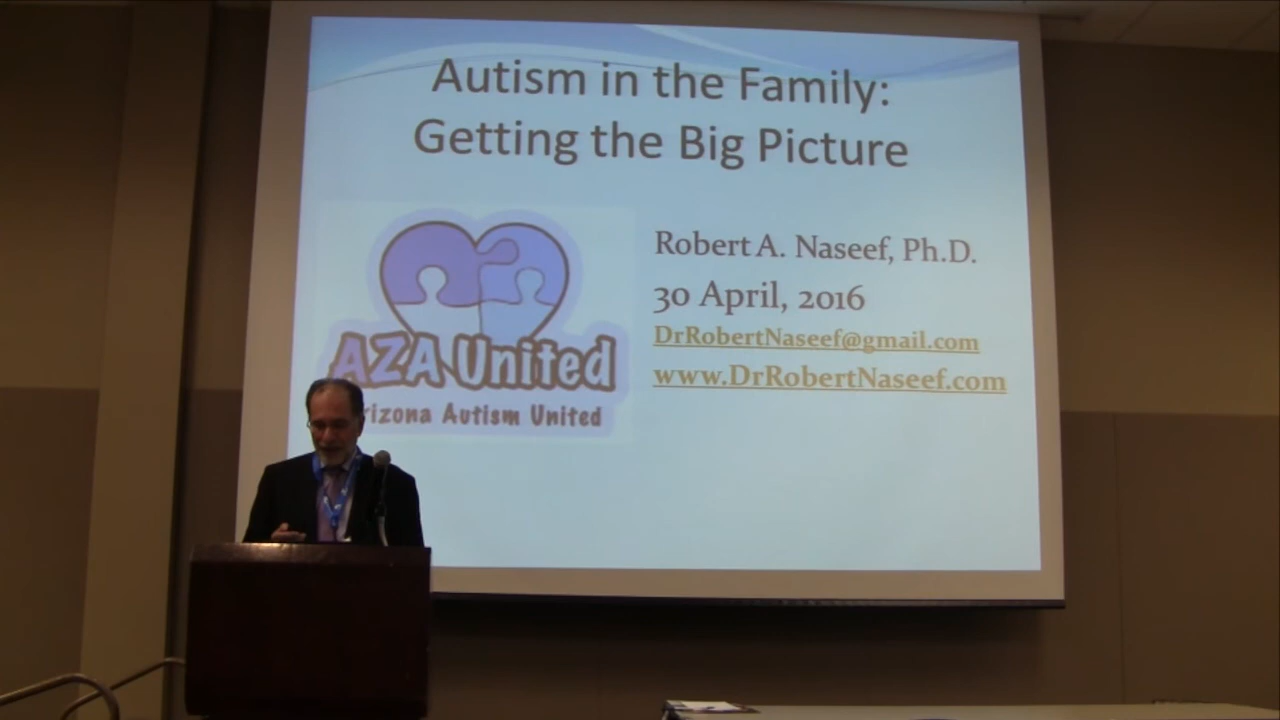 Autism in the Family:
Getting the Big Picture
Robert A. Naseef, Ph.D.
30 April, 2016
DrRobertNaseef@gmail.com
www.DrRobertNaseef.com
AZA United
rizona Autism United